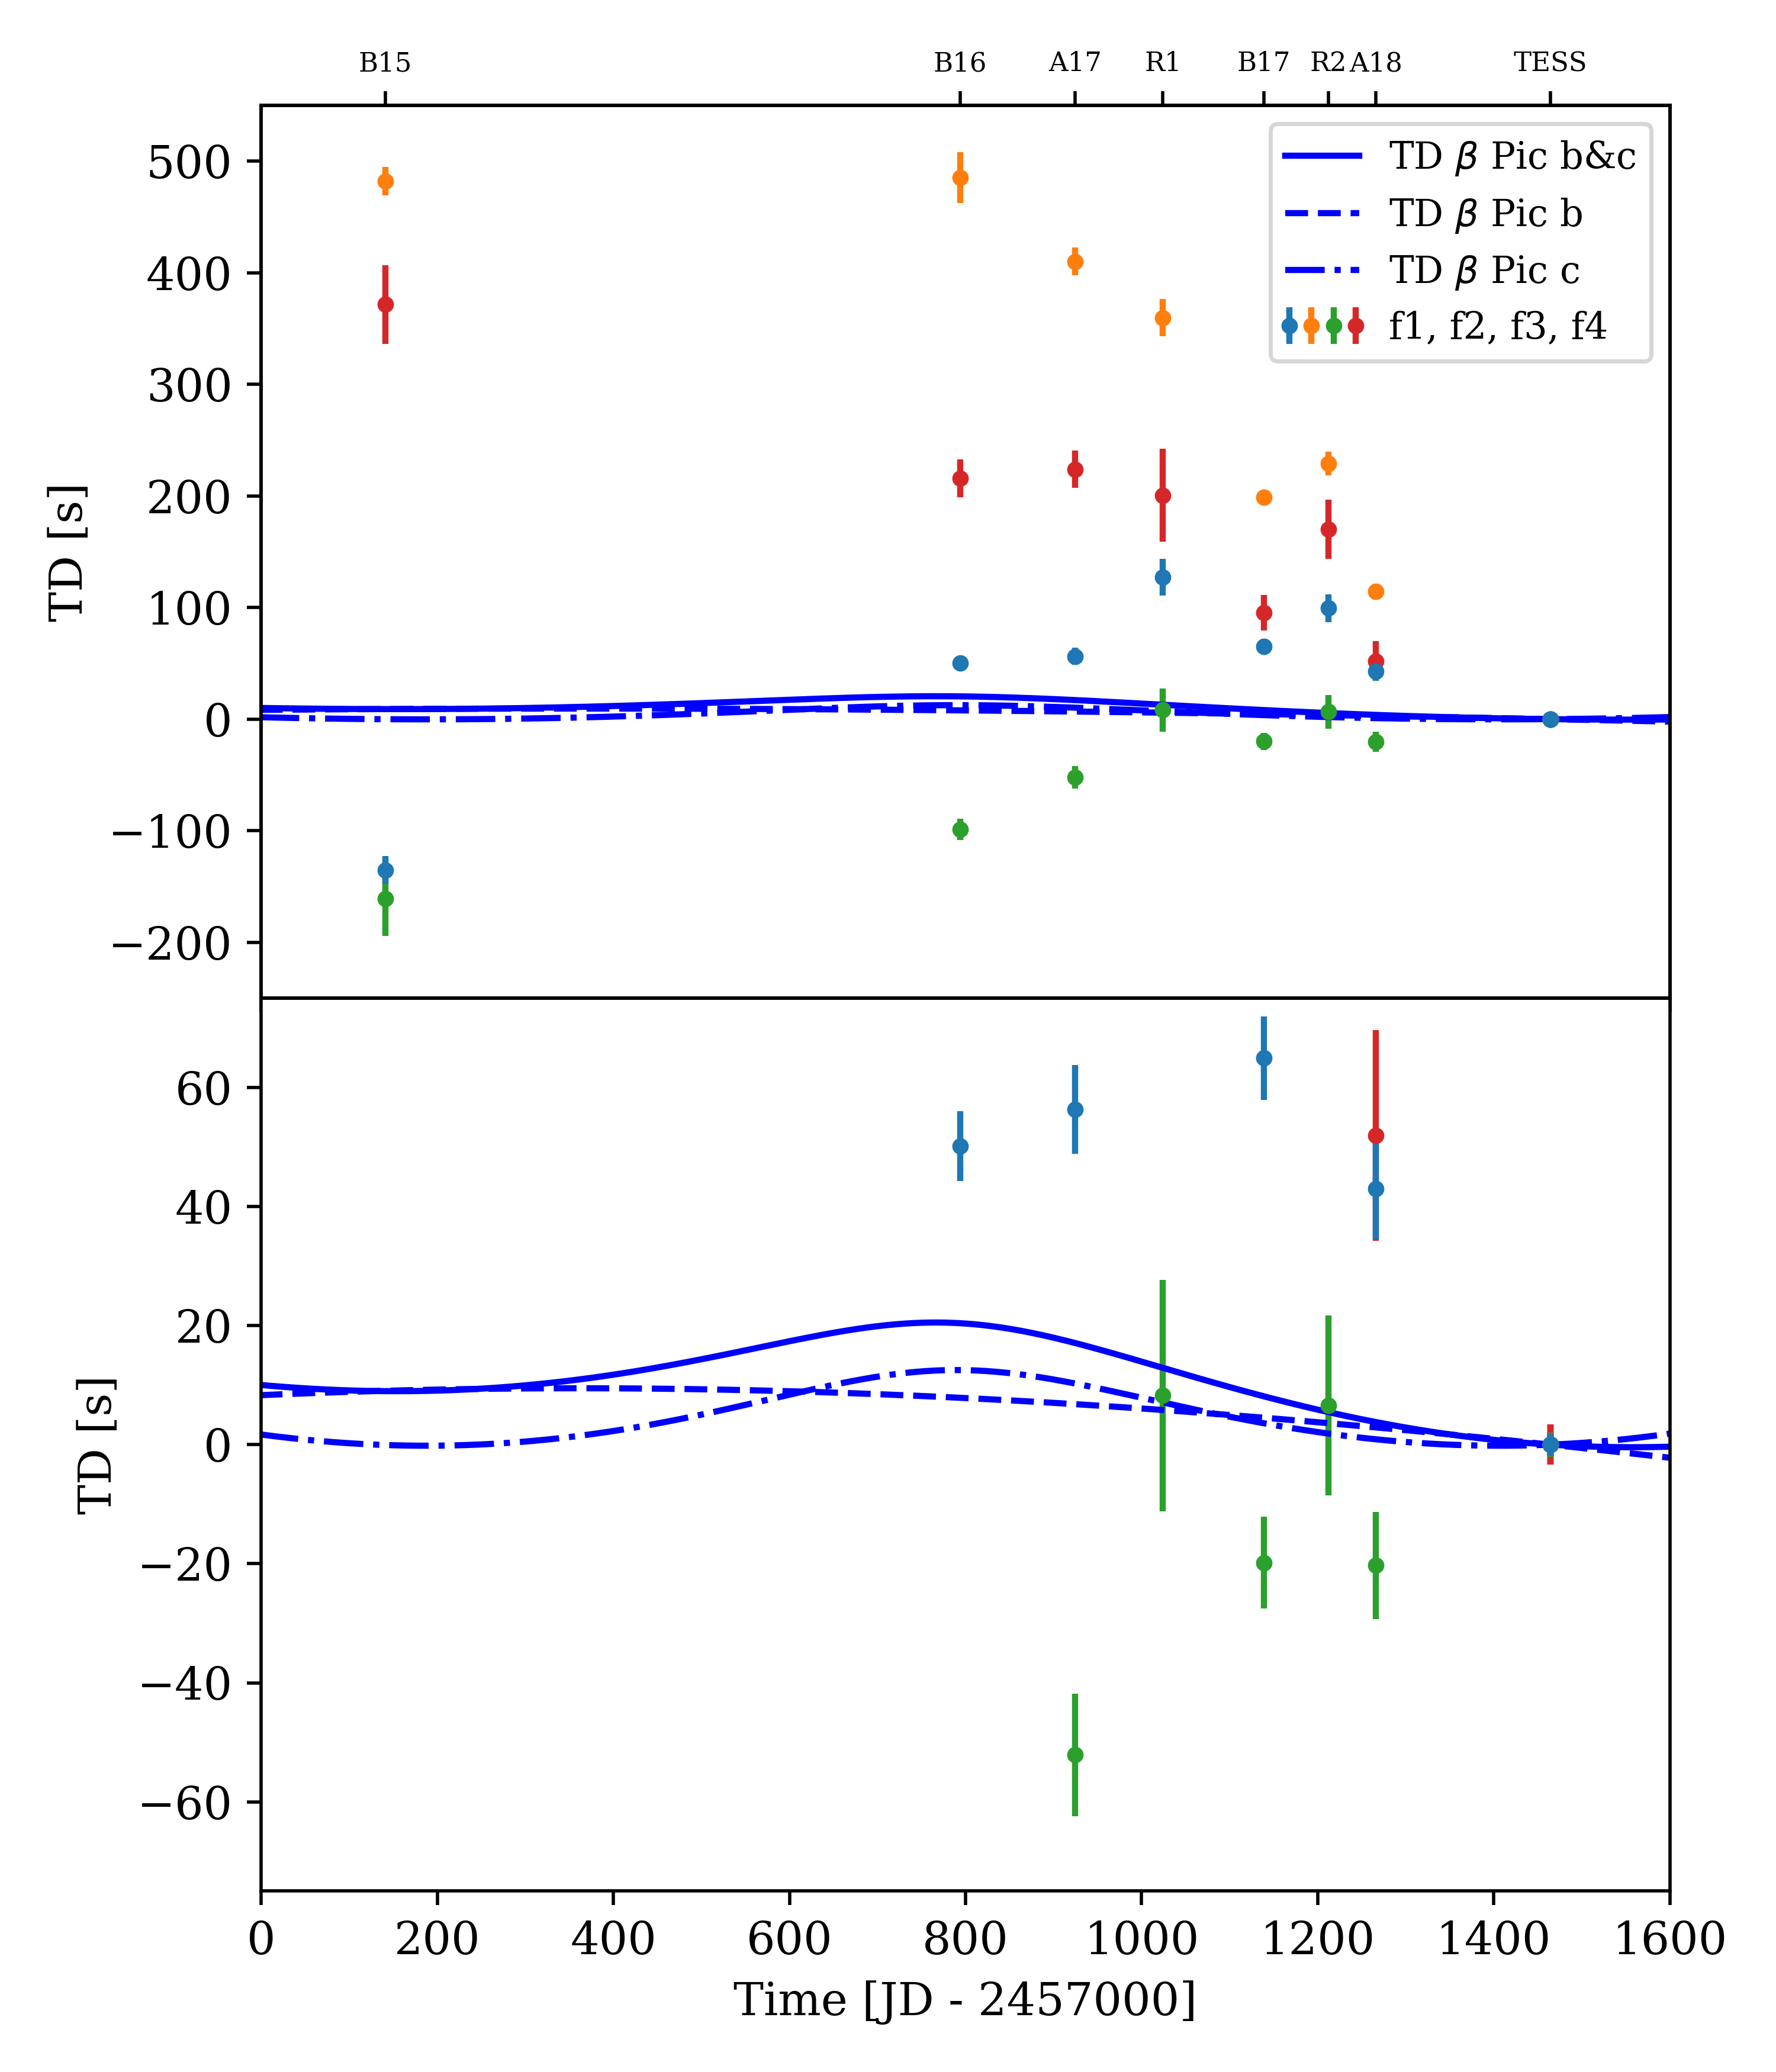 B15 B16 A17 R1 B17 R2 A18 TESS
TD β Pic b&c
TD β Pic b
TD β Pic c
f1, f2, f3, f4
500
400
300
200
100
0
−100
−200
TD [s]
60
40
20
0
−20
−40
−60
TD [s]
0 200 400 600 800 1000 1200 1400 1600
Time [JD - 2457000]